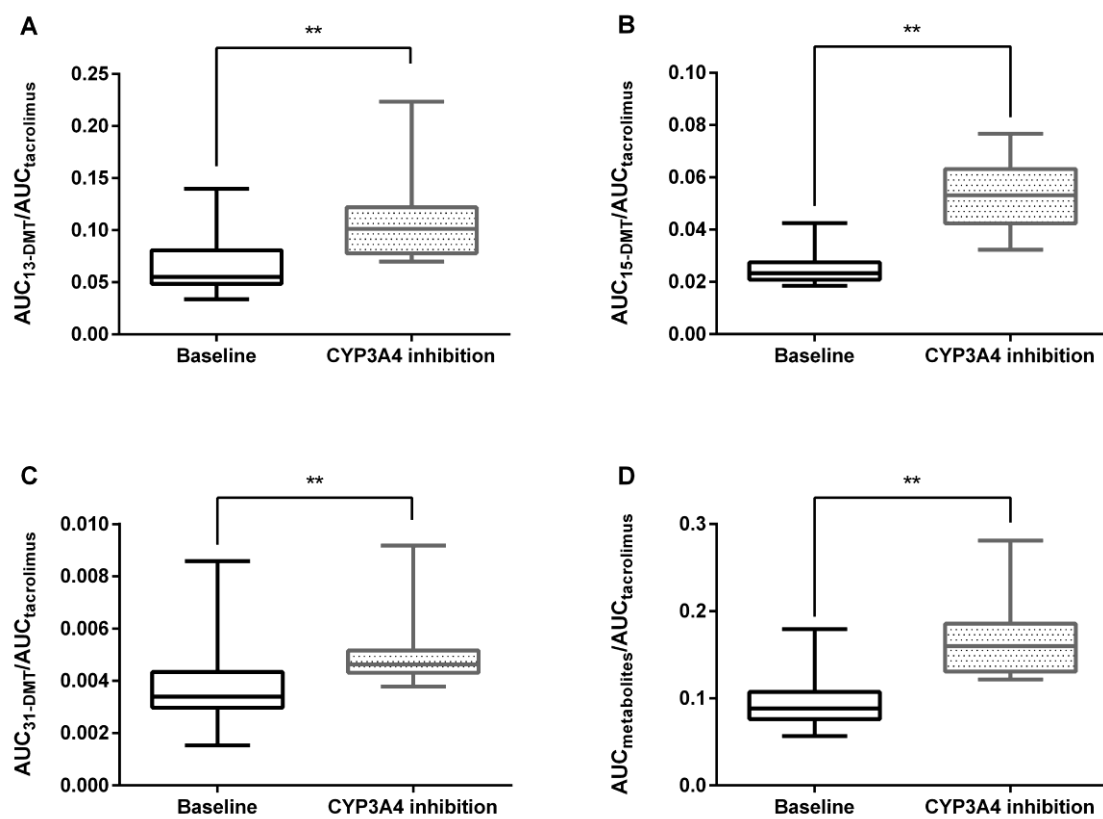 A
**
AUC13-DMT/AUCtacrolimus
0.25
0.20
0.15
0.10
0.05
0.00
Baseline
CYP3A4 inhibition
B
**
AUC15-DMT/AUCtacrolimus
0.10
0.08
0.06
0.04
0.02
0.00
Baseline
CYP3A4 inhibition
C
**
AUC31-DMT/AUCtacrolimus
0.010
0.008
0.006
0.004
0.002
0.000
Baseline
CYP3A4 inhibition
D
**
AUCmetabolites/AUCtacrolimus
0.3
0.2
0.1
0.0
Baseline
CYP3A4 inhibition